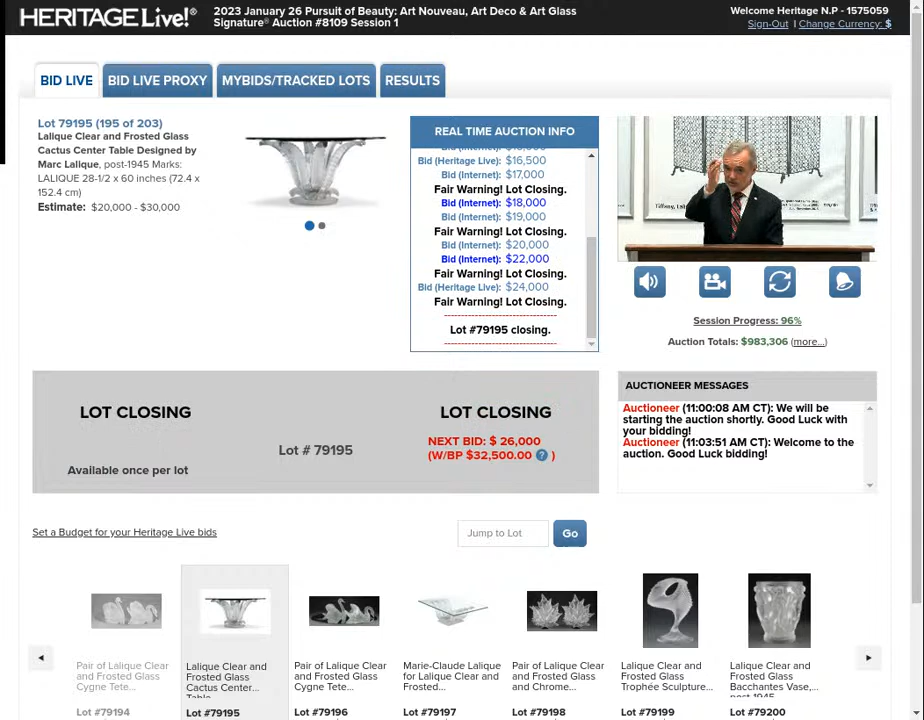 HERITAGE Live!®
2023 January 26 Pursuit of Beauty: Art Nouveau, Art Deco & Art Glass
Signature® Auction #8109 Session 1
Welcome Heritage N.P - 1575059
Sign-Out | Change Currency: $
BID LIVE
BID LIVE PROXY
MYBIDS/TRACKED LOTS
RESULTS
Lot 79195 (195 of 203)
Lalique Clear and Frosted Glass
Cactus Center Table Designed by
Marc Lalique, post-1945 Marks:
LALIQUE 28-1/2 x 60 inches (72.4 x
152.4 cm)
Estimate: $20,000 - $30,000
REAL TIME AUCTION INFO
Bid (Heritage Live): $16,500
Bid (Internet): $17,000
Fair Warning! Lot Closing.
Bid (Internet): $18,000
Bid (Internet): $19,000
Fair Warning! Lot Closing.
Bid (Internet): $20,000
Bid (Internet): $22,000
Fair Warning! Lot Closing.
Bid (Heritage Live): $24,000
Fair Warning! Lot Closing.
Lot #79195 closing.
Tiffany
Session Progress: 96%
Auction Totals: $983,306 (more...)
LOT CLOSING
Available once per lot
Lot # 79195
LOT CLOSING
NEXT BID: $ 26,000
(W/BP $32,500.00 ? )
AUCTIONEER MESSAGES
Auctioneer (11:00:08 AM CT): We will be
starting the auction shortly. Good Luck with
your bidding!
Auctioneer (11:03:51 AM CT): Welcome to the
auction. Good Luck bidding!
Set a Budget for your Heritage Live bids
Jump to Lot
Go
Pair of Lalique Clear
and Frosted Glass
Cygne Tete...
Lot #79194
Lalique Clear and
Frosted Glass
Cactus Center...
Table
Lot #79195
Pair of Lalique Clear
and Frosted Glass
Cygne Tete...
Lot #79196
Marie-Claude Lalique
for Lalique Clear and
Frosted...
Lot #79197
Pair of Lalique Clear
and Frosted Glass
and Chrome...
Lot #79198
Lalique Clear and
Frosted Glass
Trophée Sculpture...
Lot #79199
Lalique Clear and
Frosted Glass
Bacchantes Vase,...
post-1945
Lot #79200